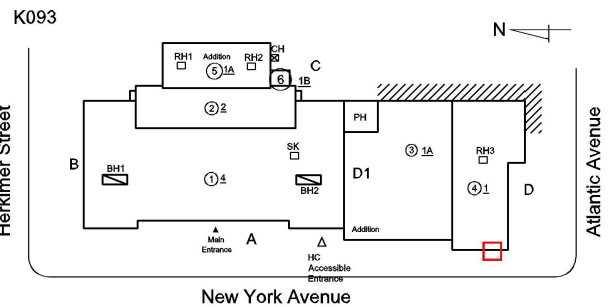 K093
N
RH1
Addition
RH2
CH
C
5 1A
6
1B
2 2
PH
Herkimer Street
B
BH1
SK
1 4
BH2
D1
3 1A
RH3
4 1
D
Atlantic Avenue
Main
Entrance
A
HC
Accessible
Entrance
Addition
New York Avenue